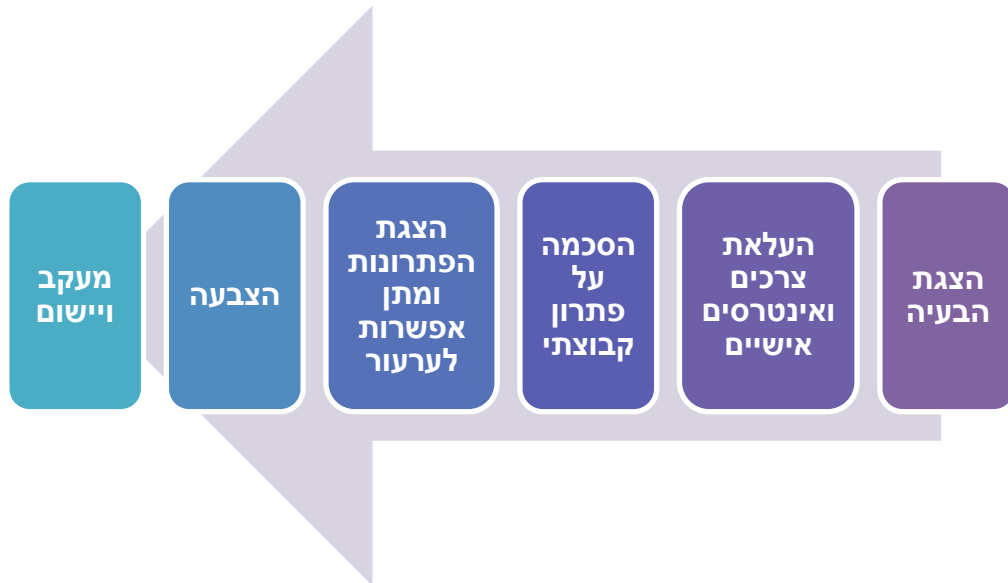 הצגת
הבעיה
העלאת
צרכים
ואינטרסים
אישיים
הסכמה
על
פתרון
קבוצתי
הצגת
הפתרונות
ומתן
אפשרות
לערעור
הצבעה
מעקב
ויישום